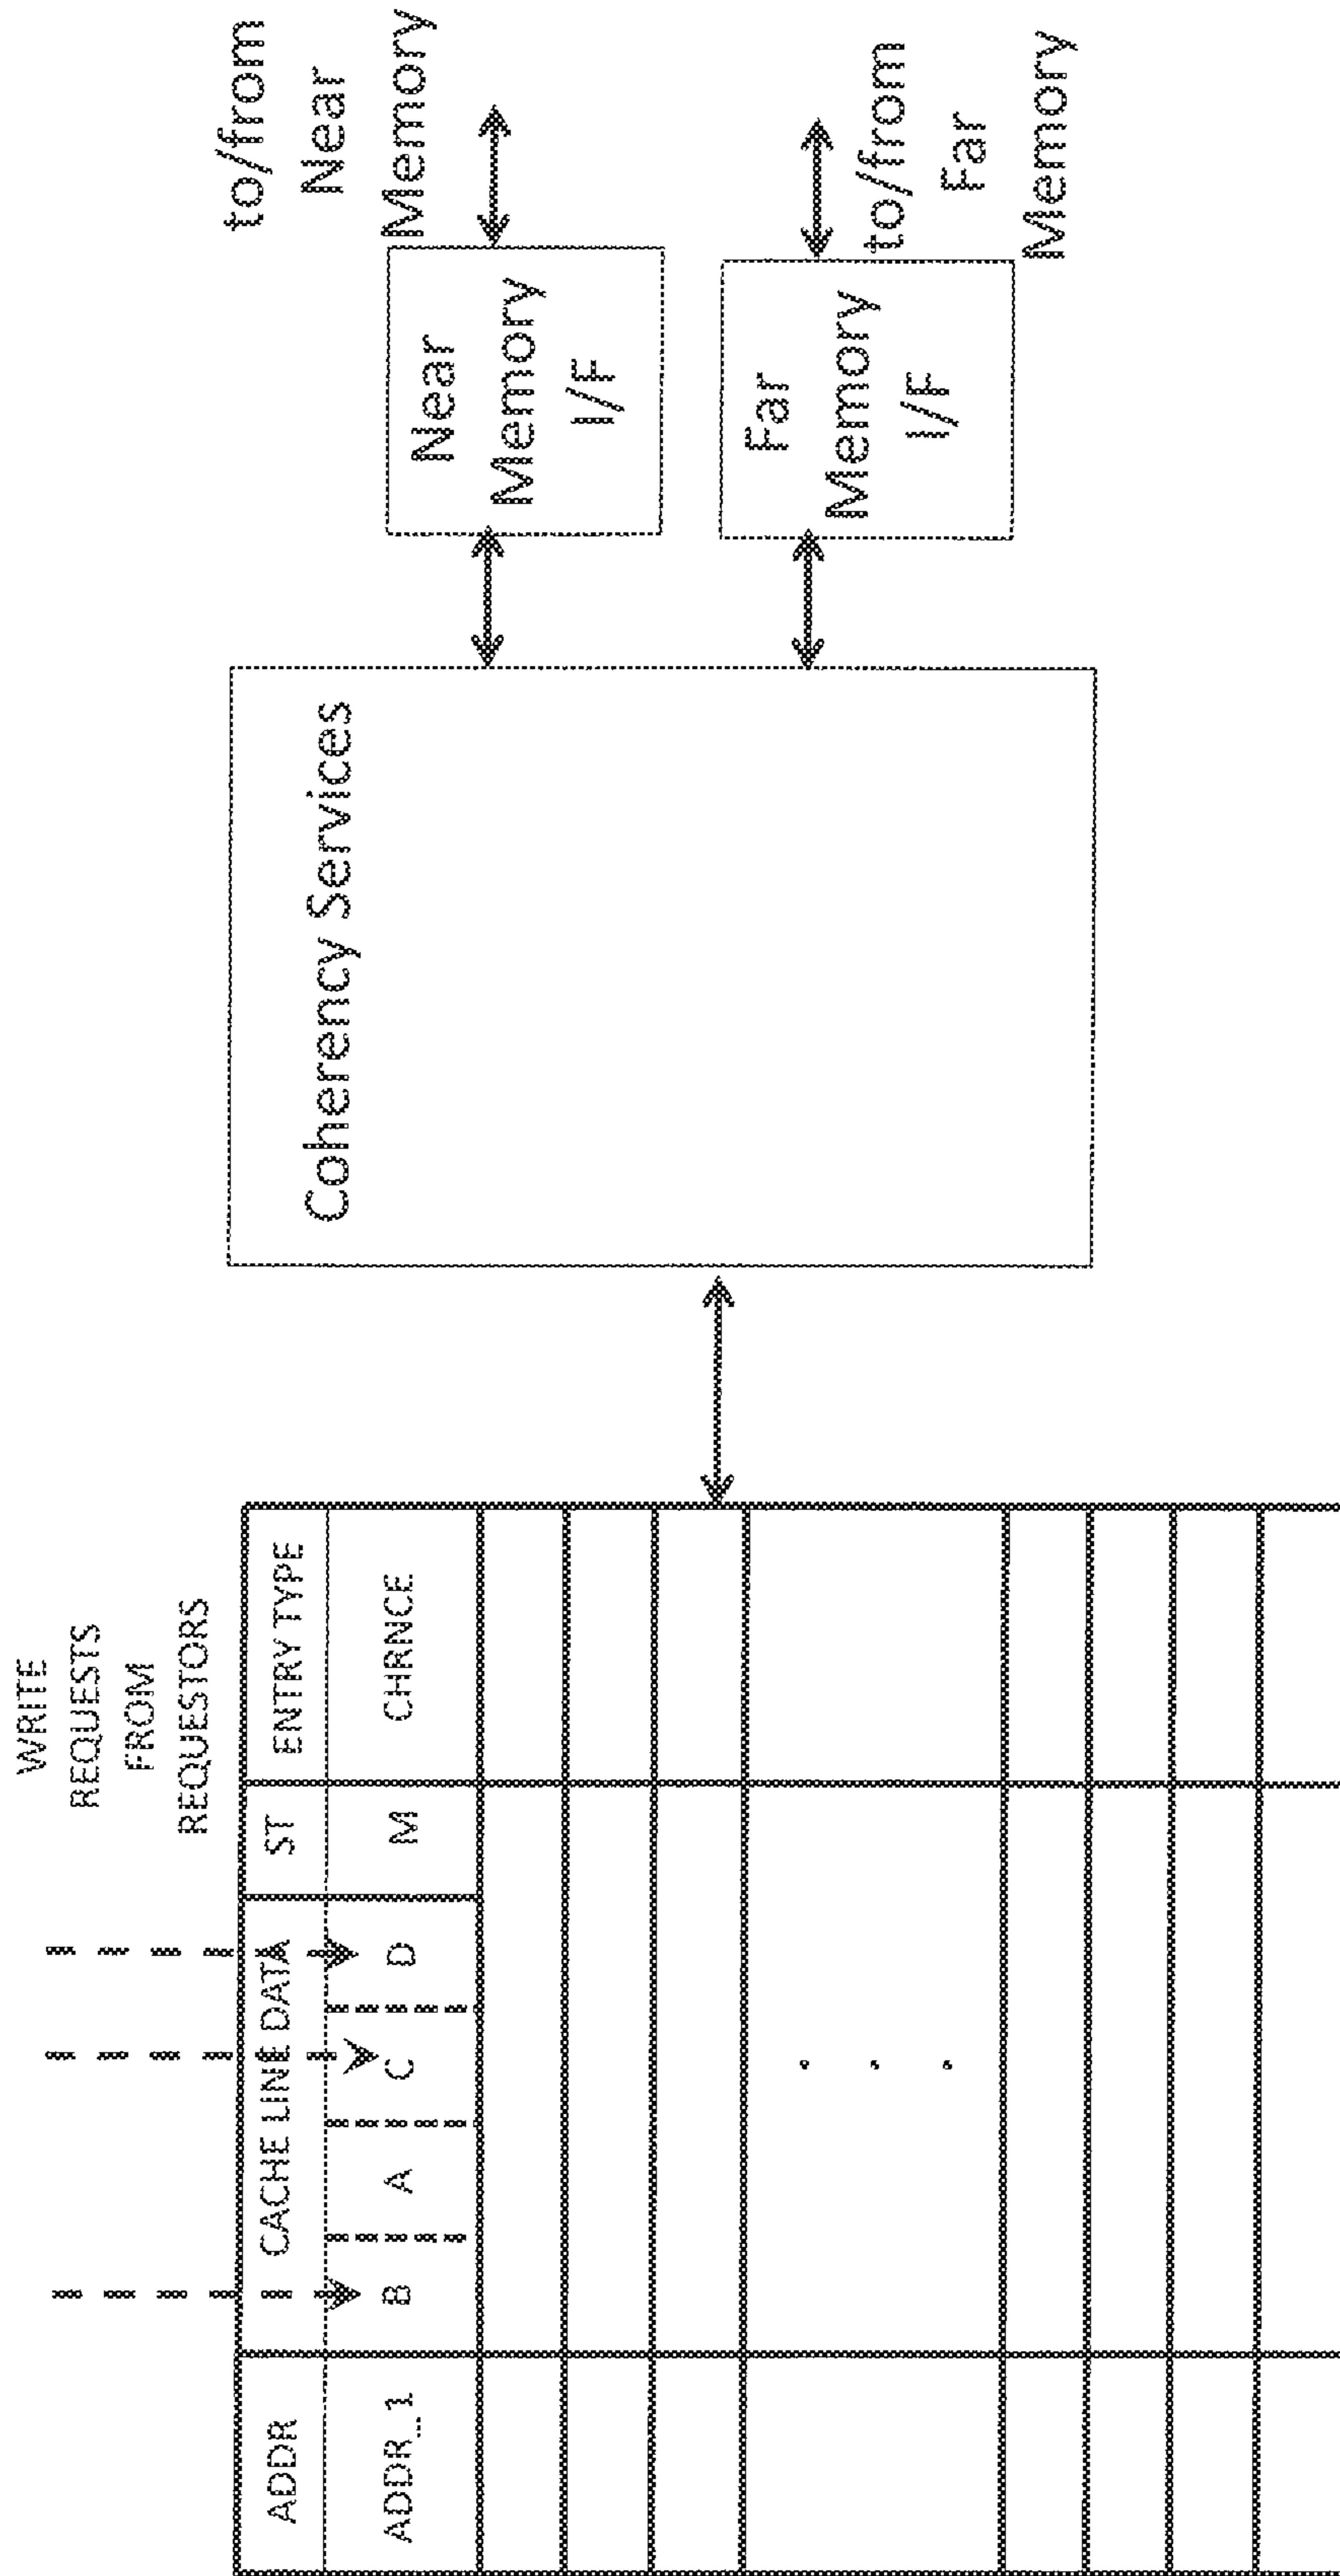 WRITE
REQUESTS
FROM
REQUESTORS
ADDR
CACHE LINE DATA
ST
ENTRY TYPE
ADDR_1
B
A
C
D
M
CHRNCE
. . .
Coherency Services
Near
Memory
I/F
to/from
Near
Memory
Far
Memory
I/F
to/from
Far
Memory